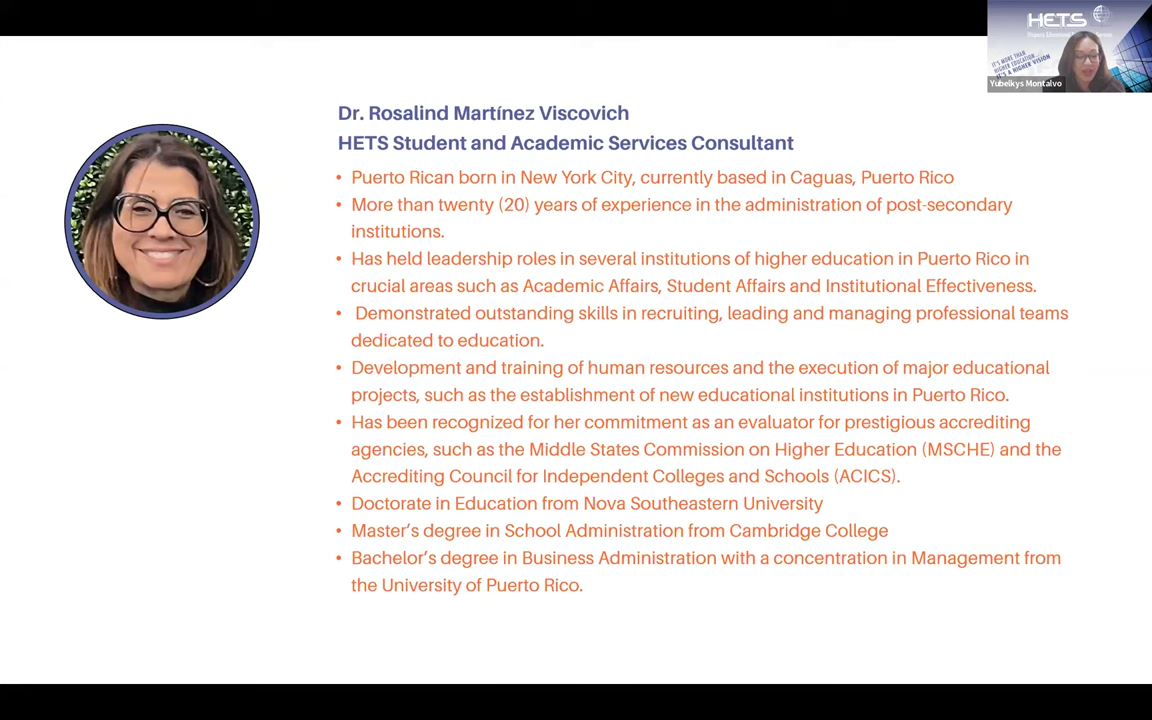 HETS
IT'S MORE THAN
HIGHER EDUCATION
IT'S A HIGHER VISION
Yubelkys Montalvo
Dr. Rosalind Martínez Viscovich
HETS Student and Academic Services Consultant
• Puerto Rican born in New York City, currently based in Caguas, Puerto Rico
• More than twenty (20) years of experience in the administration of post-secondary
institutions.
• Has held leadership roles in several institutions of higher education in Puerto Rico in
crucial areas such as Academic Affairs, Student Affairs and Institutional Effectiveness.
• Demonstrated outstanding skills in recruiting, leading and managing professional teams
dedicated to education.
• Development and training of human resources and the execution of major educational
projects, such as the establishment of new educational institutions in Puerto Rico.
• Has been recognized for her commitment as an evaluator for prestigious accrediting
agencies, such as the Middle States Commission on Higher Education (MSCHE) and the
Accrediting Council for Independent Colleges and Schools (ACICS).
• Doctorate in Education from Nova Southeastern University
• Master's degree in School Administration from Cambridge College
• Bachelor's degree in Business Administration with a concentration in Management from
the University of Puerto Rico.